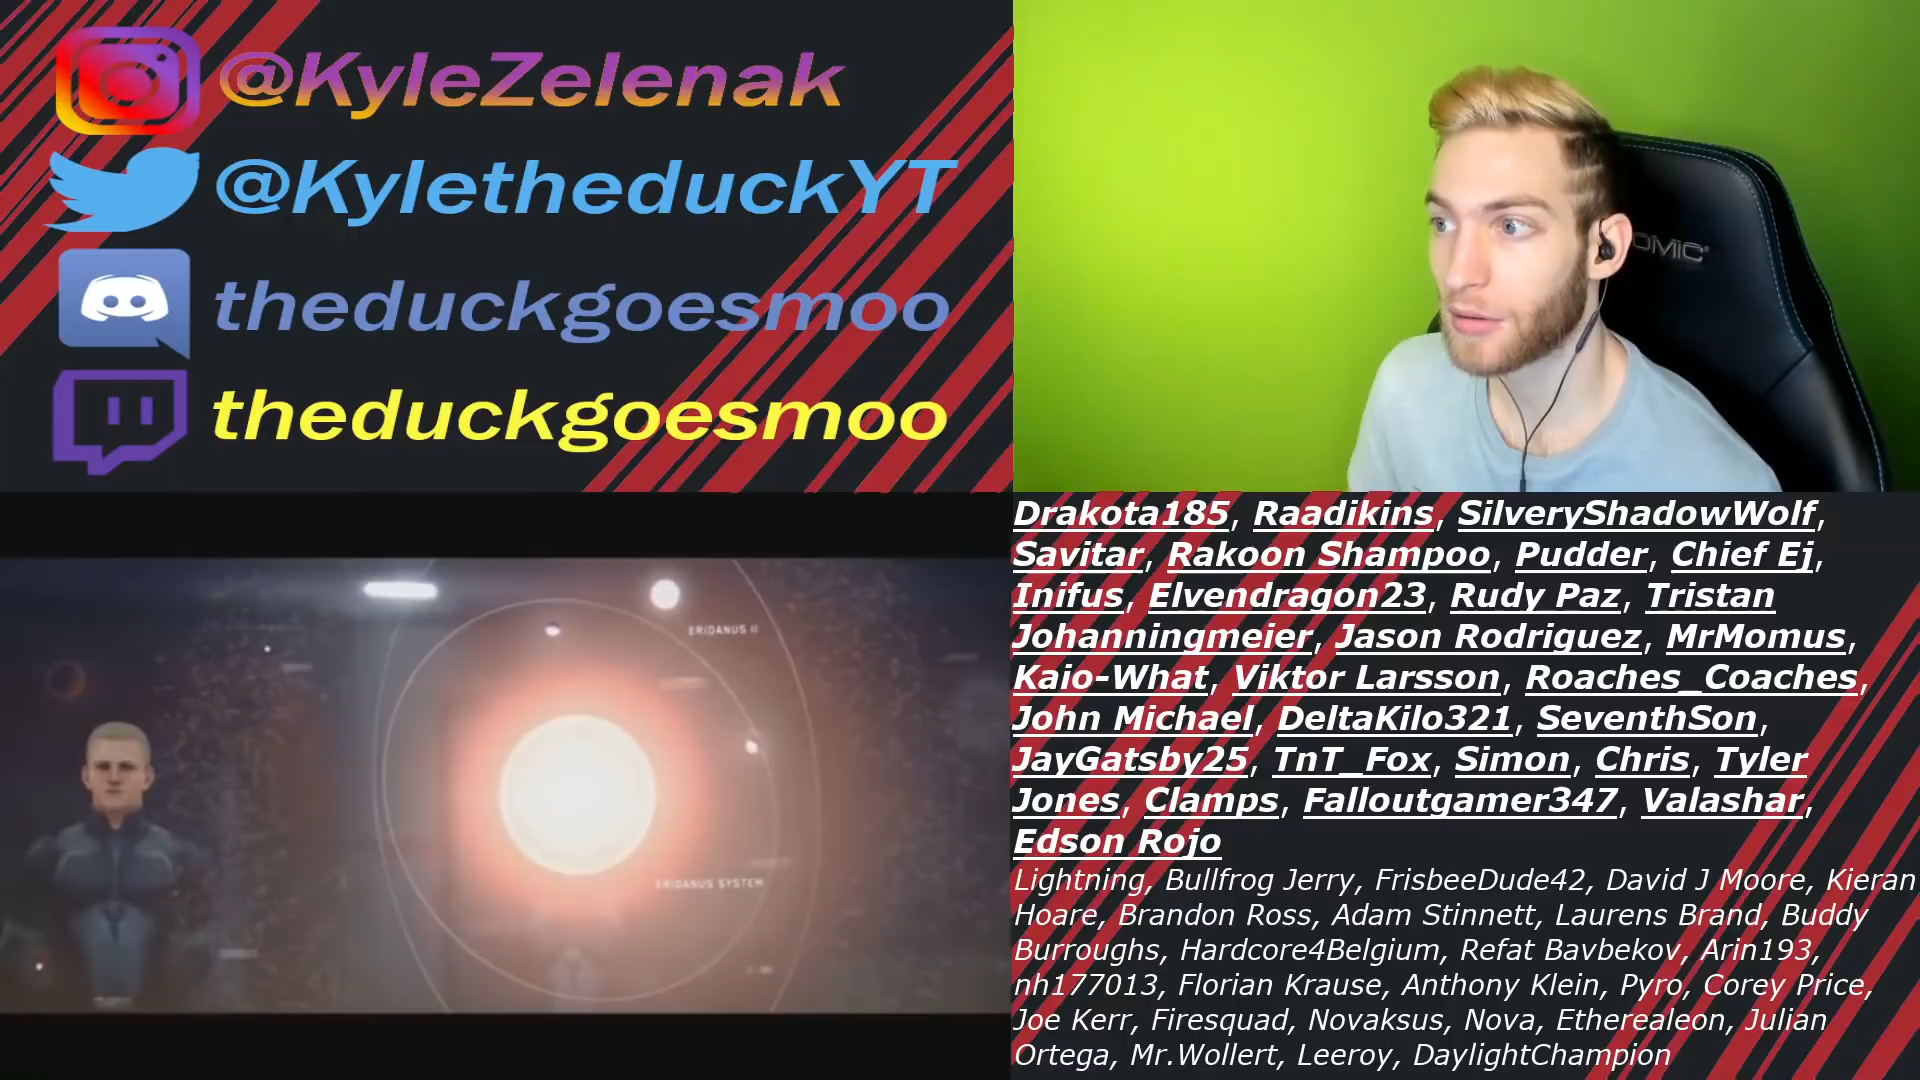 @KyleZelenak
@KyletheduckYT
theduckgoesmoo
theduckgoesmoo
OMIC
ERIDANUS II
ERIDANUS SYSTEM
Drakota185, Raadikins, SilveryShadowWolf,
Savitar, Rakoon Shampoo, Pudder, Chief Ej,
Inifus, Elvendragon23, Rudy Paz, Tristan
Johanningmeier, Jason Rodriguez, MrMomus,
Kaio-What, Viktor Larsson, Roaches_Coaches,
John Michael, DeltaKilo321, SeventhSon,
JayGatsby25, TnT_Fox, Simon, Chris, Tyler
Jones, Clamps, Falloutgamer347, Valashar,
Edson Rojo
Lightning, Bullfrog Jerry, FrisbeeDude42, David J Moore, Kieran
Hoare, Brandon Ross, Adam Stinnett, Laurens Brand, Buddy
Burroughs, Hardcore4Belgium, Refat Bavbekov, Arin193,
nh177013, Florian Krause, Anthony Klein, Pyro, Corey Price,
Joe Kerr, Firesquad, Novaksus, Nova, Etherealeon, Julian
Ortega, Mr.Wollert, Leeroy, DaylightChampion